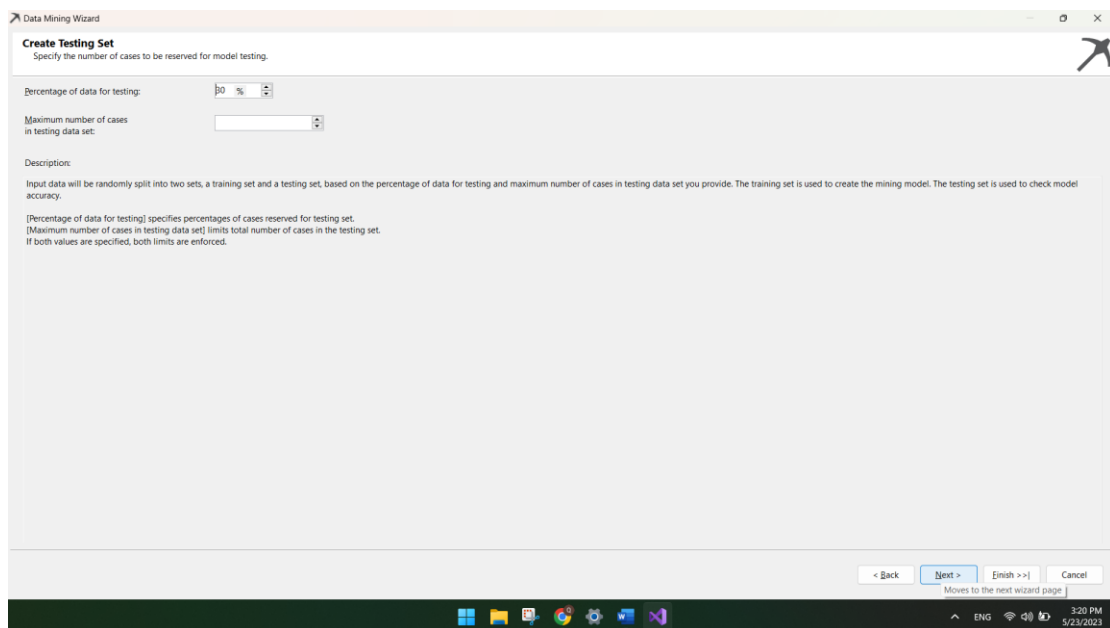 Data Mining Wizard
Create Testing Set
Specify the number of cases to be reserved for model testing.
Percentage of data for testing:
30 %
Maximum number of cases
in testing data set:
Description:
Input data will be randomly split into two sets, a training set and a testing set, based on the percentage of data for testing and maximum number of cases in testing data set you provide. The training set is used to create the mining model. The testing set is used to check model
accuracy.
[Percentage of data for testing] specifies percentages of cases reserved for testing set.
[Maximum number of cases in testing data set] limits total number of cases in the testing set.
If both values are specified, both limits are enforced.
< Back
Next >
Finish >>|
Cancel
Moves to the next wizard page
ENG
3:20 PM
5/23/2023